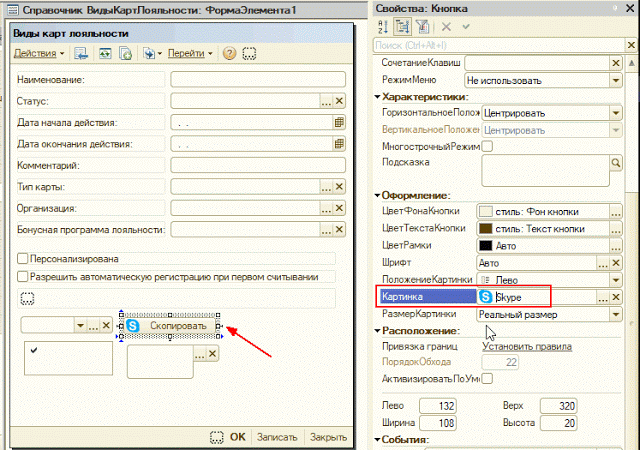 Справочник ВидыКартЛояльности: ФормаЭлемента1
Виды карт лояльности
Действия Перейти
Наименование:
Статус:
Дата начала действия: . .
Дата окончания действия: . .
Комментарий:
Тип карты:
Организация:
Бонусная программа лояльности:
Персонализирована
Разрешить автоматическую регистрацию при первом считывании
Скопировать
OK Записать Закрыть
Свойства: Кнопка
Поиск (Ctrl+Alt+I)
СочетаниеКлавиш
РежимМеню Не использовать
Характеристики:
ГоризонтальноеПолож Центрировать
ВертикальноеПоложен Центрировать
МногострочныйРежим
Подсказка
Оформление:
ЦветФонаКнопки стиль: Фон кнопки
ЦветТекстаКнопки стиль: Текст кнопки
ЦветРамки Авто
Шрифт Авто
ПоложениеКартинки Лево
Картинка Skype
РазмерКартинки Реальный размер
Расположение:
Привязка границ Установить правила
ПорядокОбхода 22
АктивизироватьПоУмо
Лево 132 Верх 320
Ширина 108 Высота 20
События: